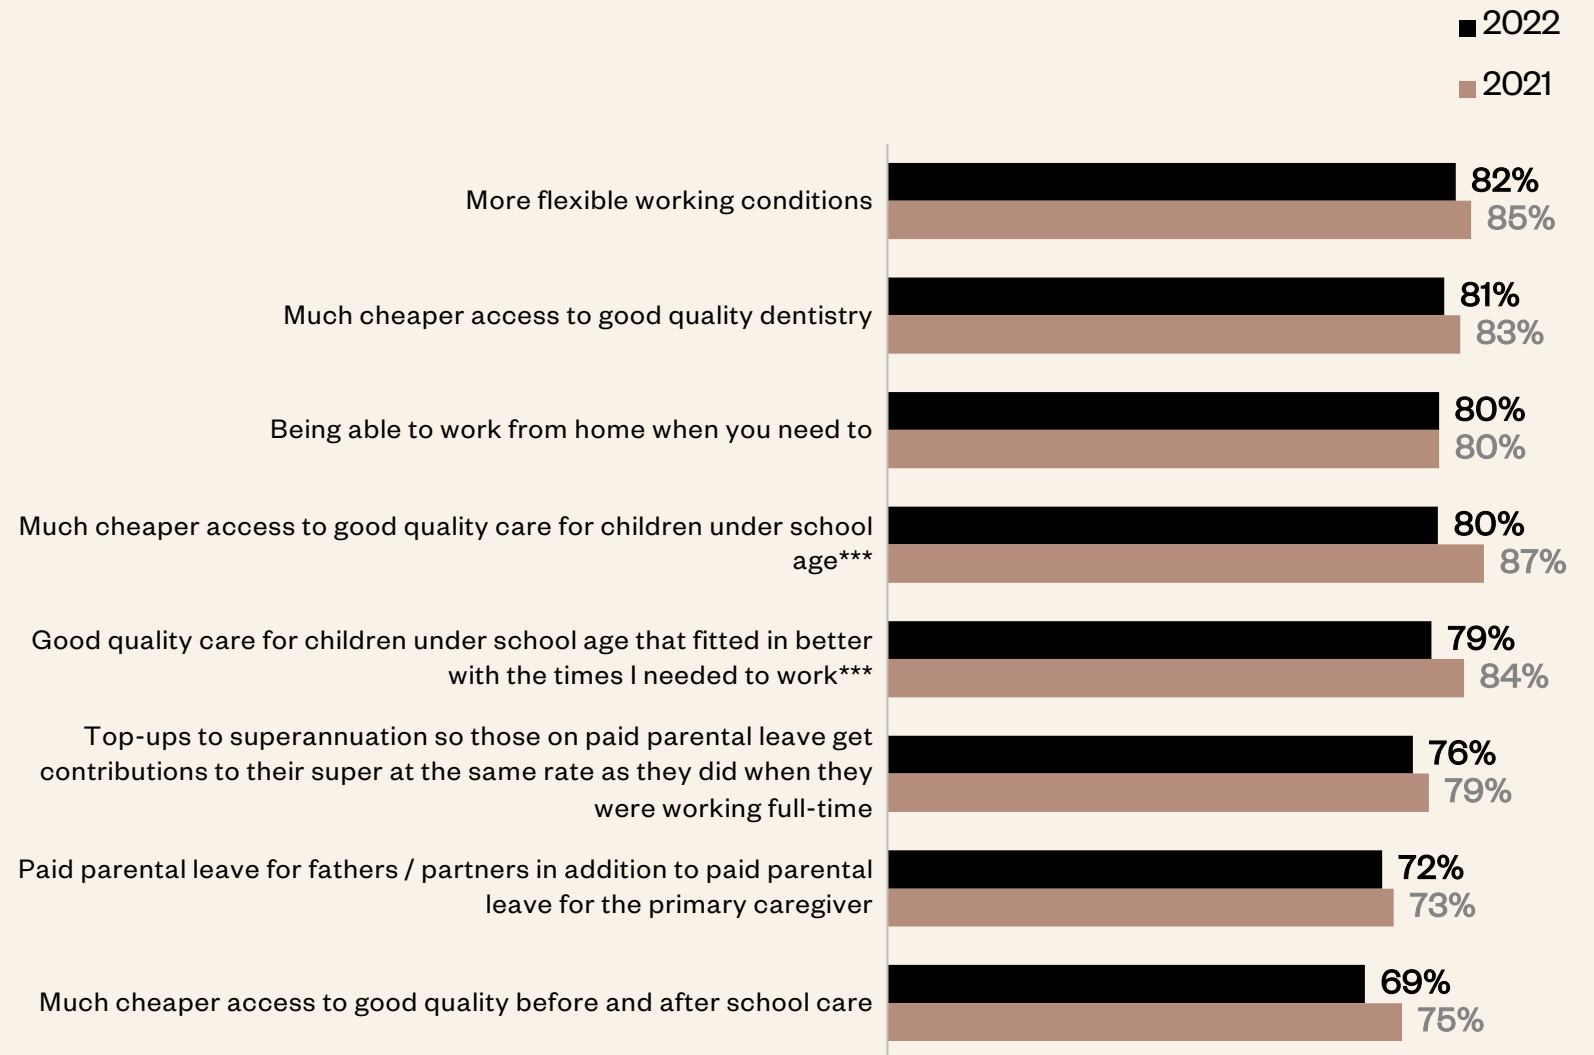 2022
2021
More flexible working conditions
82%
85%
Much cheaper access to good quality dentistry
81%
83%
Being able to work from home when you need to
80%
80%
Much cheaper access to good quality care for children under school
age***
80%
87%
Good quality care for children under school age that fitted in better
with the times I needed to work***
79%
84%
Top-ups to superannuation so those on paid parental leave get
contributions to their super at the same rate as they did when they
were working full-time
76%
79%
Paid parental leave for fathers / partners in addition to paid parental
leave for the primary caregiver
72%
73%
Much cheaper access to good quality before and after school care
69%
75%